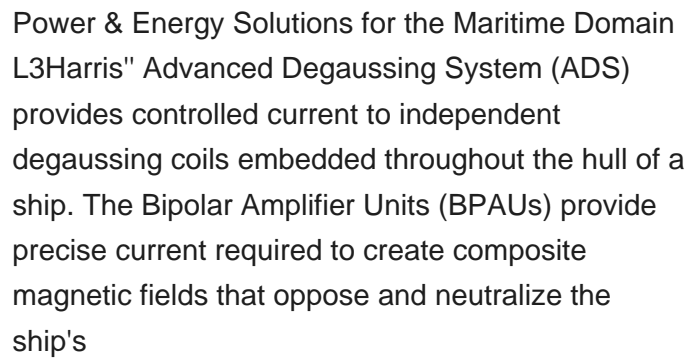 Power & Energy Solutions for the Maritime Domain
L3Harris" Advanced Degaussing System (ADS)
provides controlled current to independent
degaussing coils embedded throughout the hull of a
ship. The Bipolar Amplifier Units (BPAUs) provide
precise current required to create composite
magnetic fields that oppose and neutralize the
ship's